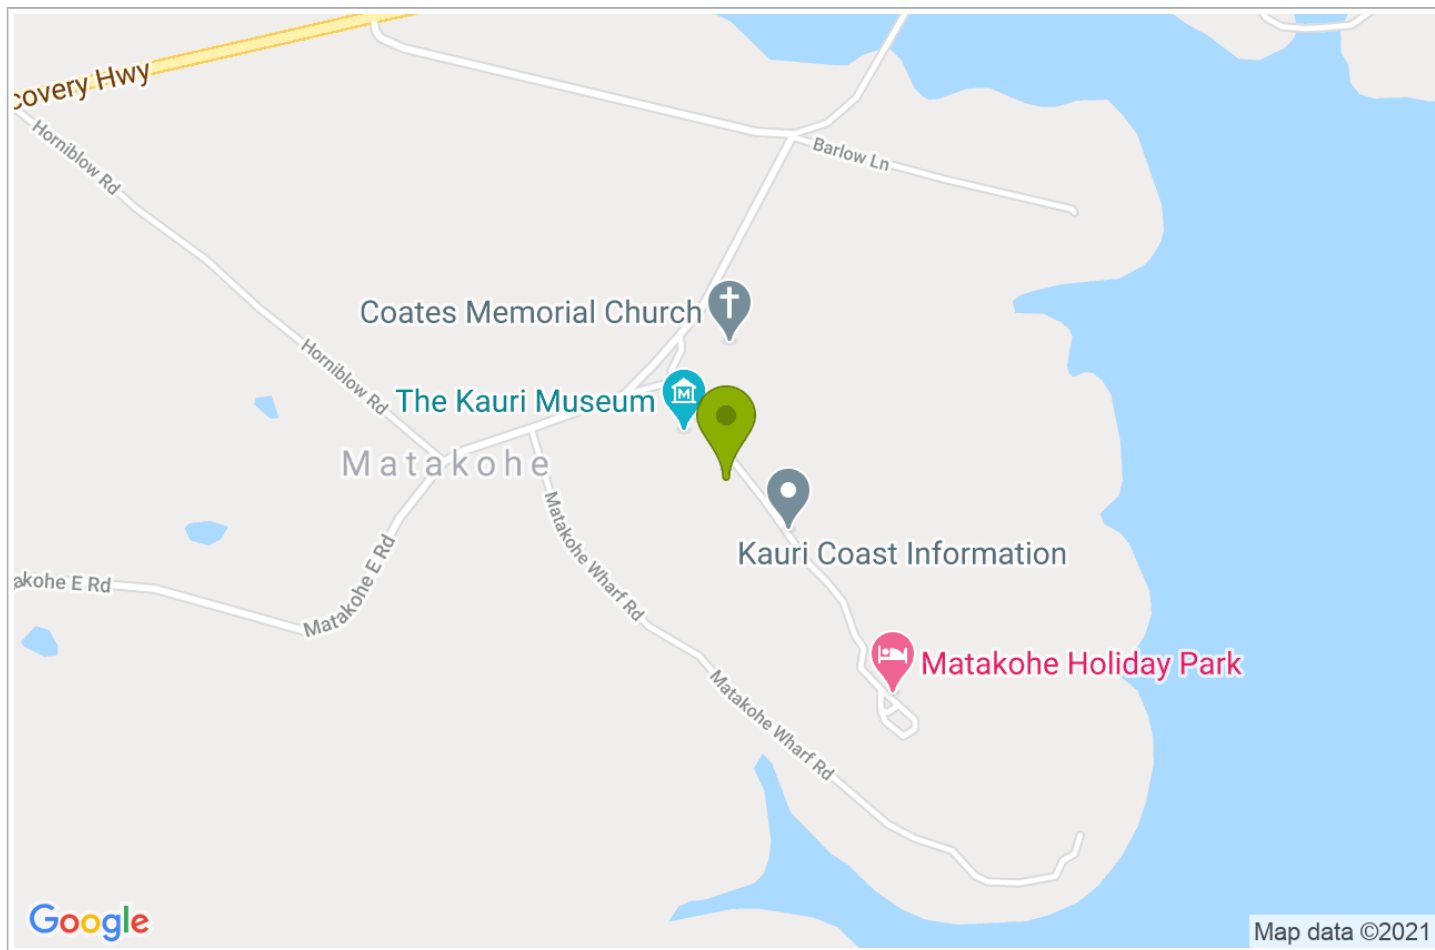 covery Hwy
Horniblow Rd
Barlow Ln
Coates Memorial Church
Horniblow Rd
The Kauri Museum
M
Matakohe
Matakohe Wharf Rd
Kauri Coast Information
akohe E Rd
Matakohe E Rd
Matakohe Holiday Park
Matakohe Wharf Rd
Google
Map data ©2021